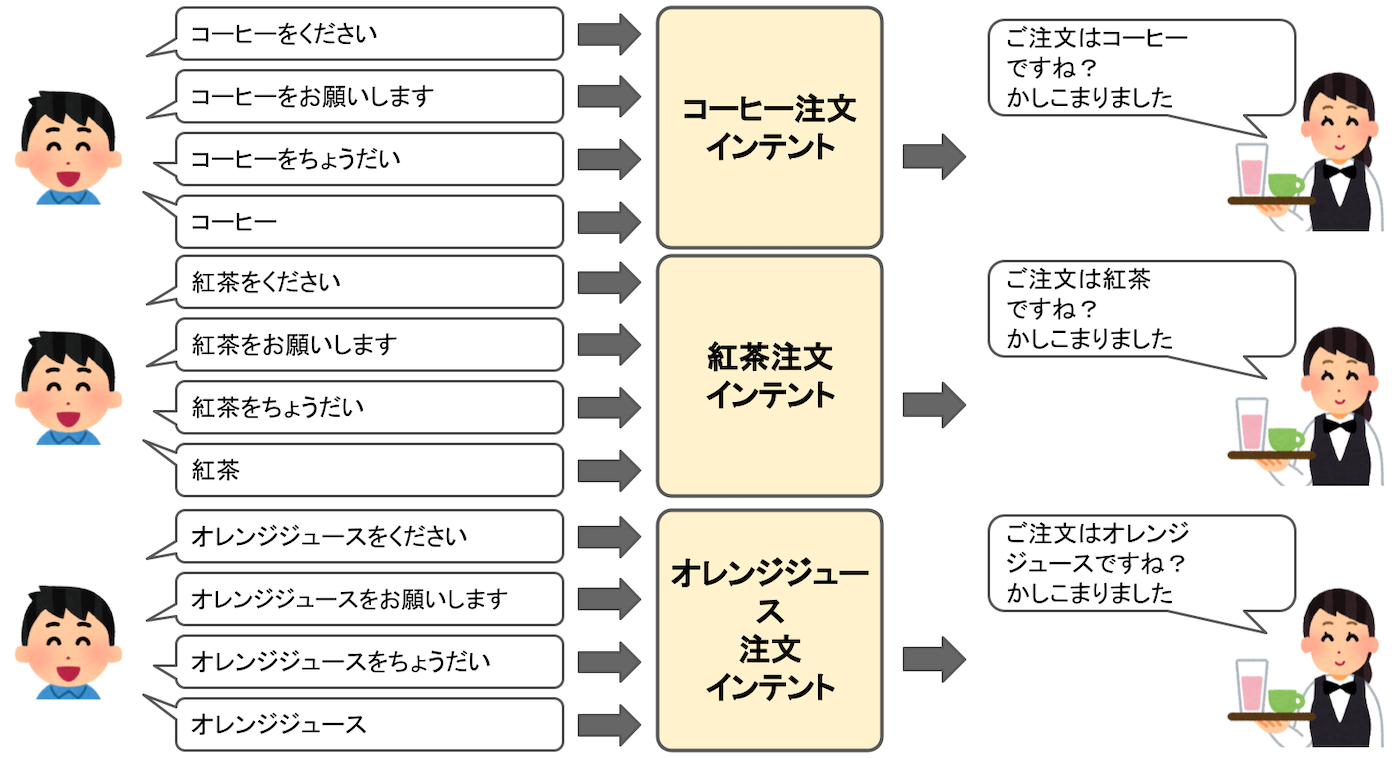 コーヒーをください
コーヒーをお願いします
コーヒーをちょうだい
コーヒー
コーヒー注文
インテント
ご注文はコーヒー
ですね？
かしこまりました
紅茶をください
紅茶をお願いします
紅茶をちょうだい
紅茶
紅茶注文
インテント
ご注文は紅茶
ですね？
かしこまりました
オレンジジュースをください
オレンジジュースをお願いします
オレンジジュースをちょうだい
オレンジジュース
オレンジジュー
ス
注文
インテント
ご注文はオレンジ
ジュースですね？
かしこまりました